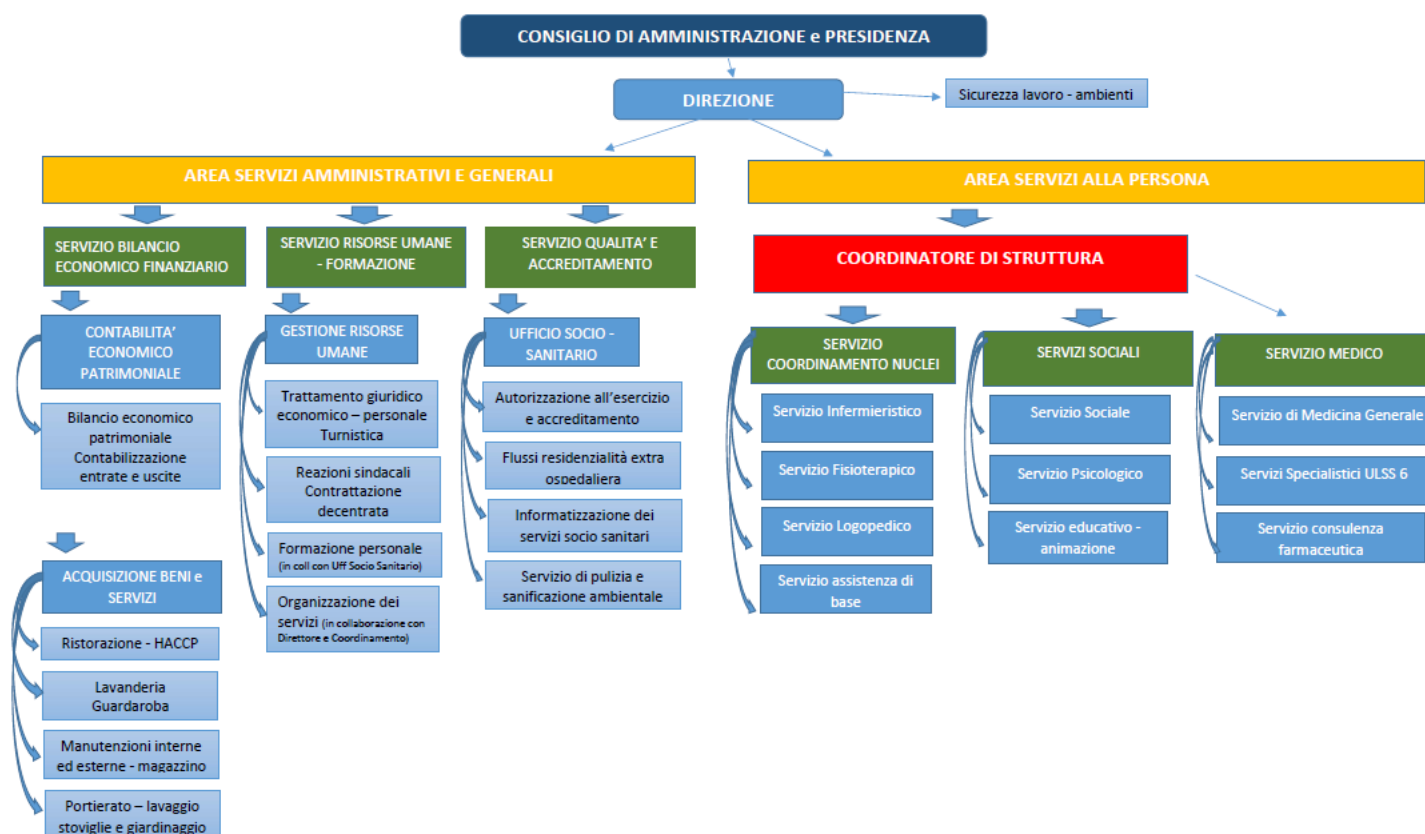 CONSIGLIO DI AMMINISTRAZIONE e PRESIDENZA
DIREZIONE
Sicurezza lavoro - ambienti
AREA SERVIZI AMMINISTRATIVI E GENERALI
AREA SERVIZI ALLA PERSONA
SERVIZIO BILANCIO
ECONOMICO FINANZIARIO
SERVIZIO RISORSE UMANE
- FORMAZIONE
SERVIZIO QUALITA’ E
ACCREDITAMENTO
COORDINATORE DI STRUTTURA
CONTABILITA’
ECONOMICO
PATRIMONIALE
Bilancio economico
patrimoniale
Contabilizzazione
entrate e uscite
ACQUISIZIONE BENI e
SERVIZI
Ristorazione - HACCP
Lavanderia
Guardaroba
Manutenzioni interne
ed esterne - magazzino
Portierato – lavaggio
stoviglie e giardinaggio
GESTIONE RISORSE
UMANE
Trattamento giuridico
economico – personale
Turnistica
Reazioni sindacali
Contrattazione
decentrata
Formazione personale
(in coll con Uff Socio Sanitario)
Organizzazione dei
servizi (in collaborazione con
Direttore e Coordinamento)
UFFICIO SOCIO -
SANITARIO
Autorizzazione all’esercizio
e accreditamento
Flussi residenzialità extra
ospedaliera
Informatizzazione dei
servizi socio sanitari
Servizio di pulizia e
sanificazione ambientale
SERVIZIO
COORDINAMENTO NUCLEI
Servizio Infermieristico
Servizio Fisioterapico
Servizio Logopedico
Servizio assistenza di
base
SERVIZI SOCIALI
Servizio Sociale
Servizio Psicologico
Servizio educativo -
animazione
SERVIZIO MEDICO
Servizio di Medicina Generale
Servizi Specialistici ULSS 6
Servizio consulenza
farmaceutica